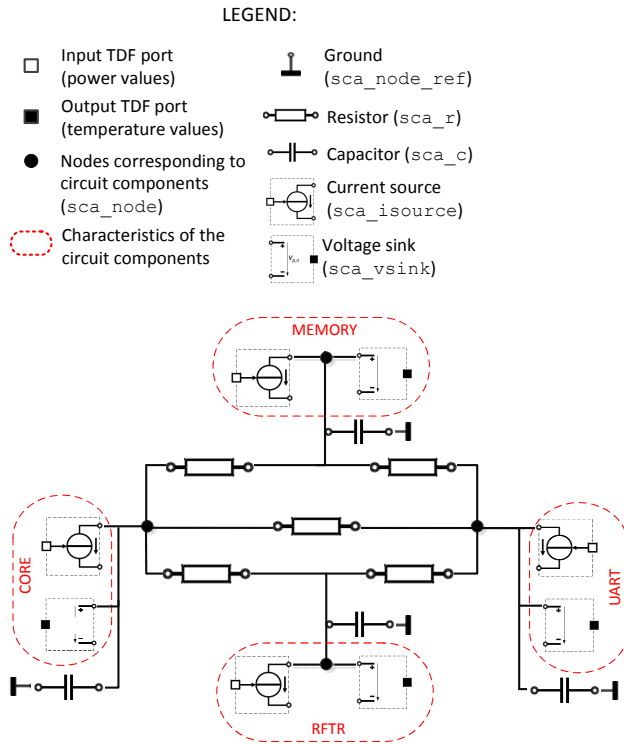 LEGEND:
Input TDF port
(power values)
Output TDF port
(temperature values)
Nodes corresponding to
circuit components
(sca_node)
Characteristics of the
circuit components
Ground
(sca_node_ref)
Resistor (sca_r)
Capacitor (sca_c)
Current source
(sca_isource)
Vp,n
Voltage sink
(sca_vsink)
MEMORY
CORE
UART
RFTR